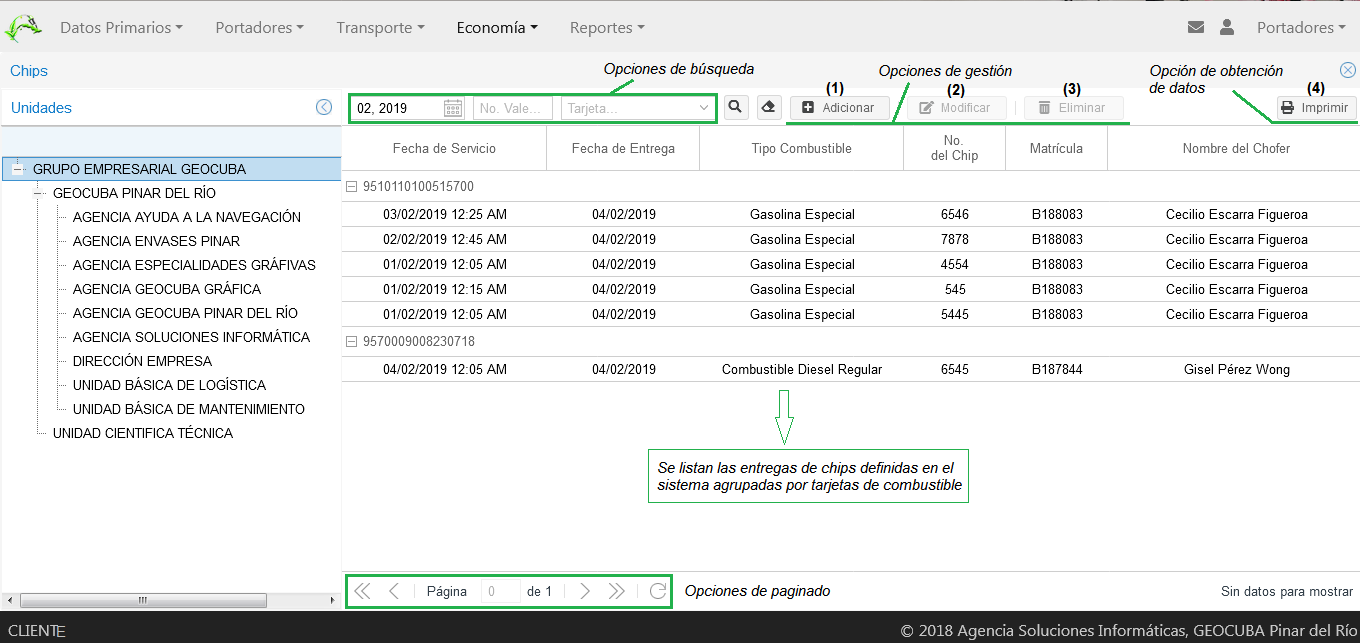 Datos Primarios Portadores Transporte Economía Reportes Portadores
Chips
Opciones de búsqueda
Opciones de gestión
Opción de obtención
de datos
Unidades
02, 2019 No. Vale... Tarjeta...
(1)
Adicionar
(2)
Modificar
(3)
Eliminar
(4)
Imprimir
GRUPO EMPRESARIAL GEOCUBA
GEOCUBA PINAR DEL RÍO
AGENCIA AYUDA A LA NAVEGACIÓN
AGENCIA ENVASES PINAR
AGENCIA ESPECIALIDADES GRÁFIVAS
AGENCIA GEOCUBA GRÁFICA
AGENCIA GEOCUBA PINAR DEL RÍO
AGENCIA SOLUCIONES INFORMÁTICA
DIRECCIÓN EMPRESA
UNIDAD BÁSICA DE LOGÍSTICA
UNIDAD BÁSICA DE MANTENIMIENTO
UNIDAD CIENTIFICA TÉCNICA
Fecha de Servicio Fecha de Entrega Tipo Combustible No. del Chip Matrícula Nombre del Chofer
9510110100515700
03/02/2019 12:25 AM 04/02/2019 Gasolina Especial 6546 B188083 Cecilio Escarra Figueroa
02/02/2019 12:45 AM 04/02/2019 Gasolina Especial 7878 B188083 Cecilio Escarra Figueroa
01/02/2019 12:05 AM 04/02/2019 Gasolina Especial 4554 B188083 Cecilio Escarra Figueroa
01/02/2019 12:15 AM 04/02/2019 Gasolina Especial 545 B188083 Cecilio Escarra Figueroa
01/02/2019 12:05 AM 04/02/2019 Gasolina Especial 5445 B188083 Cecilio Escarra Figueroa
9570009008230718
04/02/2019 12:05 AM 04/02/2019 Combustible Diesel Regular 6545 B187844 Gisel Pérez Wong
Se listan las entregas de chips definidas en el
sistema agrupadas por tarjetas de combustible
Página 0 de 1
Opciones de paginado
Sin datos para mostrar
CLIENTE
© 2018 Agencia Soluciones Informáticas, GEOCUBA Pinar del Río